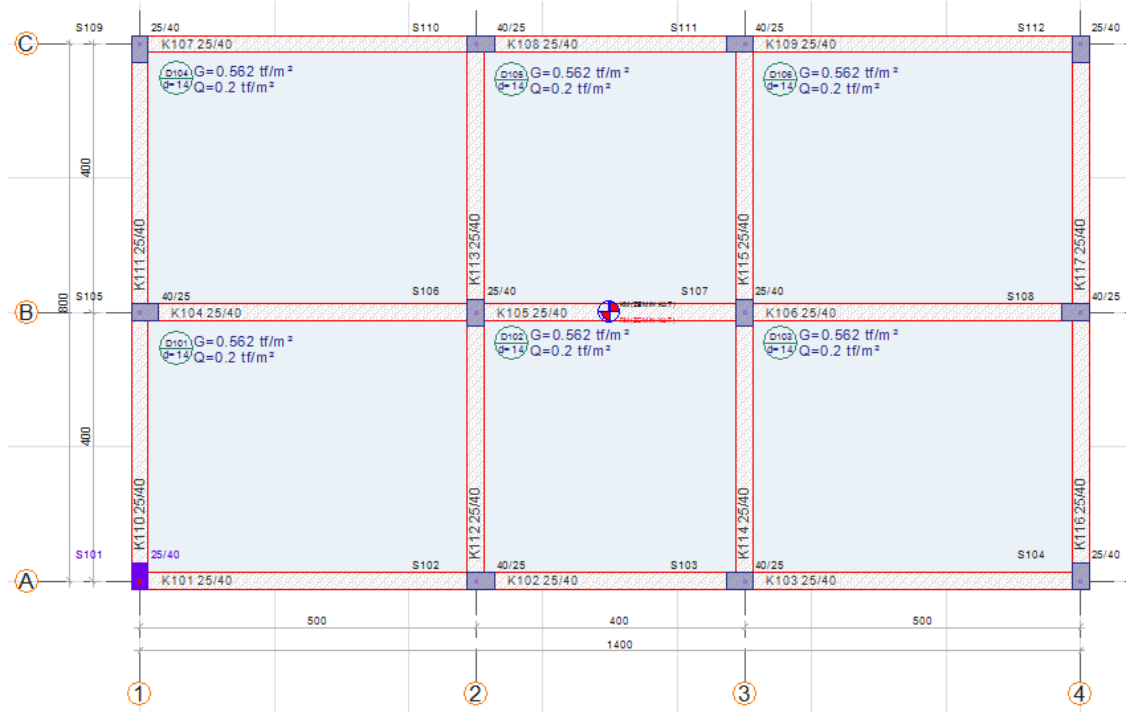 S109 25/40 S110 40/25 S111 40/25 S112 25/40
C K107 25/40 K108 25/40 K109 25/40
D104 G=0.562 tf/m² D105 G=0.562 tf/m² D106 G=0.562 tf/m²
d=14 Q=0.2 tf/m² d=14 Q=0.2 tf/m² d=14 Q=0.2 tf/m²
400
K111 25/40 K113 25/40 K115 25/40 K117 25/40
800
S105 40/25 S106 25/40 S107 25/40 S108 40/25
B K104 25/40 K105 25/40 K106 25/40
D101 G=0.562 tf/m² D102 G=0.562 tf/m² D103 G=0.562 tf/m²
d=14 Q=0.2 tf/m² d=14 Q=0.2 tf/m² d=14 Q=0.2 tf/m²
400
K110 25/40 K112 25/40 K114 25/40 K116 25/40
S101 25/40 S102 40/25 S103 40/25 S104 25/40
A K101 25/40 K102 25/40 K103 25/40
500 400 500
1400
1 2 3 4